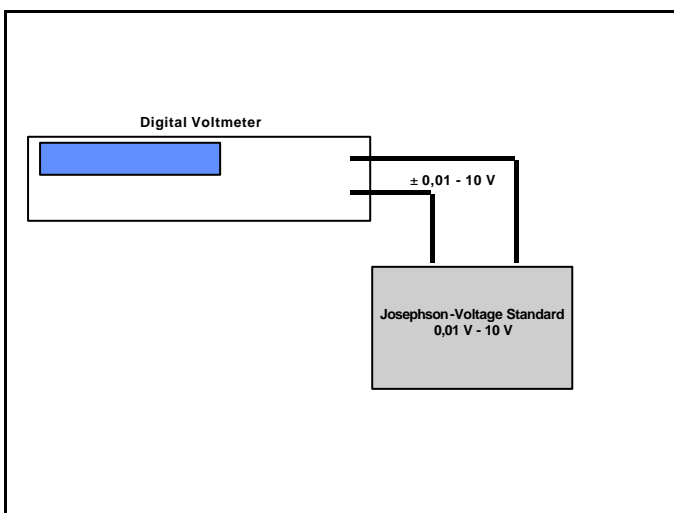 Digital Voltmeter
± 0,01 - 10 V
Josephson-Voltage Standard
0,01 V - 10 V